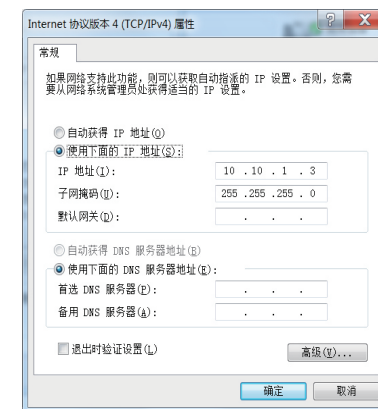 Internet 协议版本 4 (TCP/IPv4) 属性
常规
如果网络支持此功能，则可以获取自动指派的 IP 设置。否则，您需
要从网络系统管理员处获得适当的 IP 设置。
自动获得 IP 地址(O)
使用下面的 IP 地址(S):
IP 地址(I): 10 . 10 . 1 . 3
子网掩码(U): 255 .255 .255 . 0
默认网关(D): . . .
自动获得 DNS 服务器地址(B)
使用下面的 DNS 服务器地址(E):
首选 DNS 服务器(P): . . .
备用 DNS 服务器(A): . . .
退出时验证设置(L)
高级(V)...
确定 取消